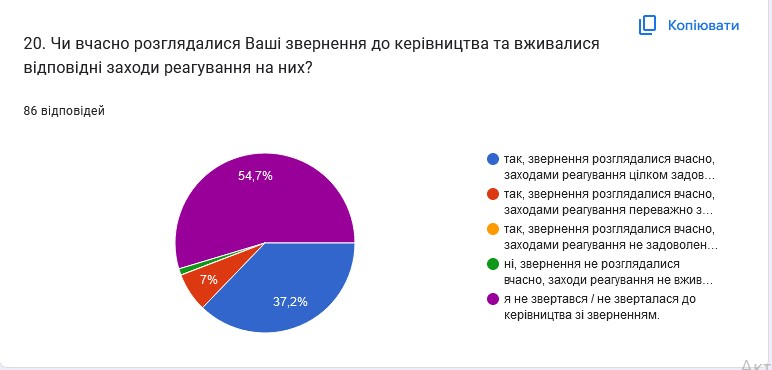 Копіювати
20. Чи вчасно розглядалися Ваші звернення до керівництва та вживалися
відповідні заходи реагування на них?
86 відповідей
54,7%
7%
37,2%
так, звернення розглядалися вчасно,
заходами реагування цілком задов...
так, звернення розглядалися вчасно,
заходами реагування переважно з...
так, звернення розглядалися вчасно,
заходами реагування не задоволен...
ні, звернення не розглядалися
вчасно, заходи реагування не вжив...
я не звертався / не зверталася до
керівництва зі зверненням.